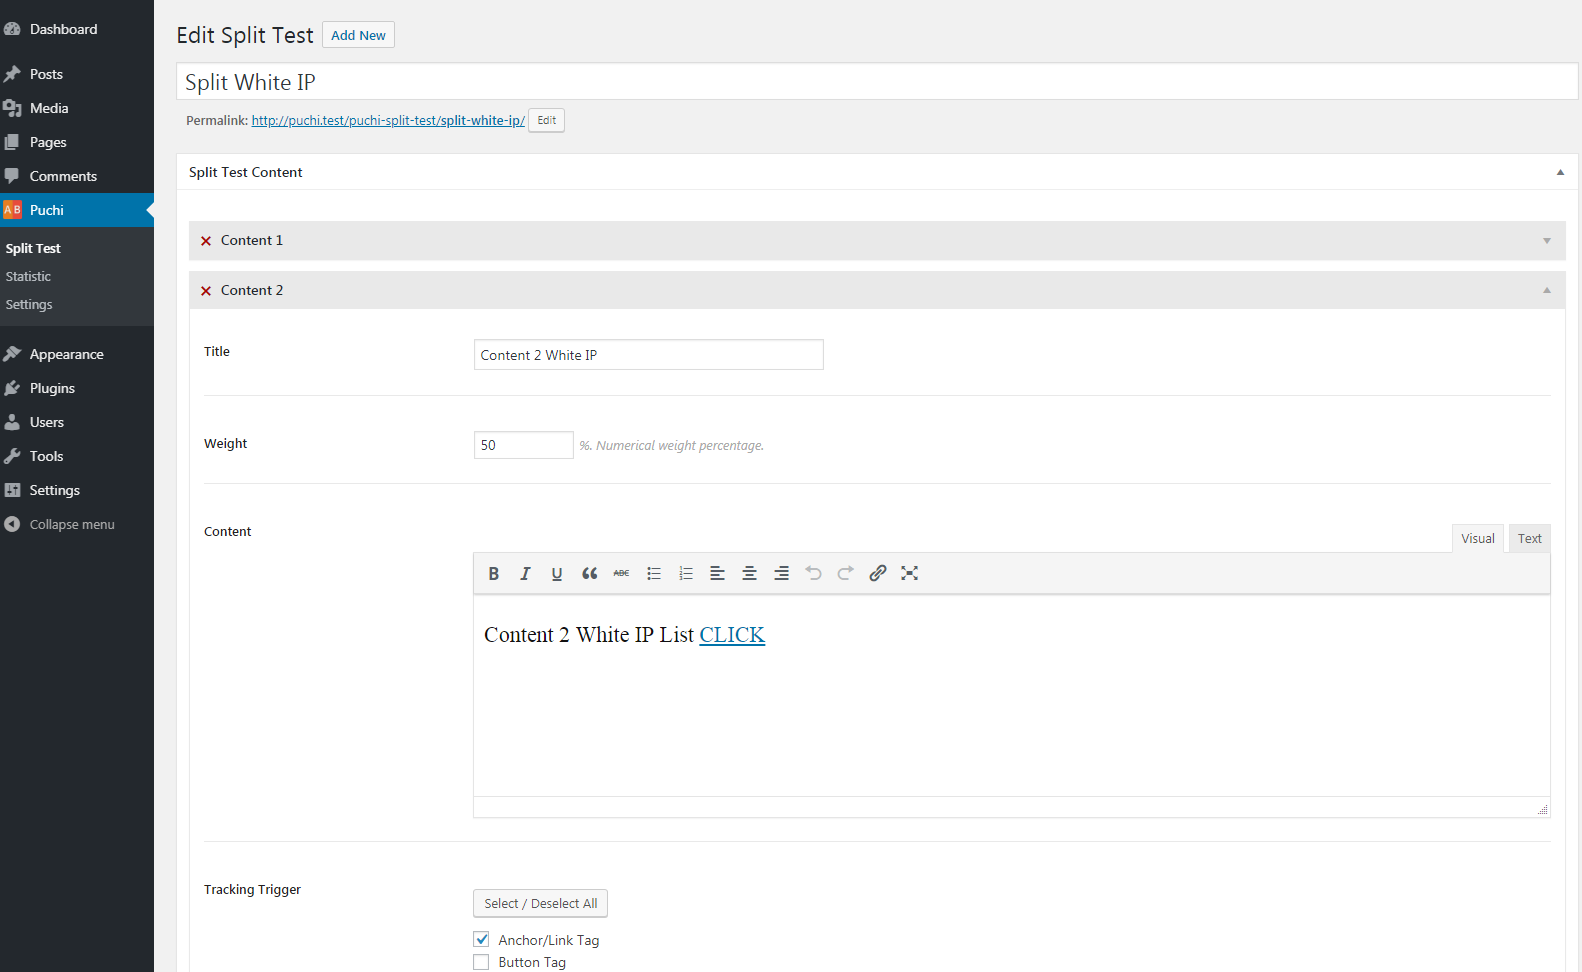 Dashboard
Posts
Media
Pages
Comments
AB Puchi
Split Test
Statistic
Settings
Appearance
Plugins
Users
Tools
Settings
Collapse menu
Edit Split Test Add New
Split White IP
Permalink: http://puchi.test/puchi-split-test/split-white-ip/ Edit
Split Test Content
Content 1
Content 2
Title Content 2 White IP
Weight 50 %. Numerical weight percentage.
Content Visual Text
B I U ABC
Content 2 White IP List CLICK
Tracking Trigger
Select / Deselect All
Anchor/Link Tag
Button Tag